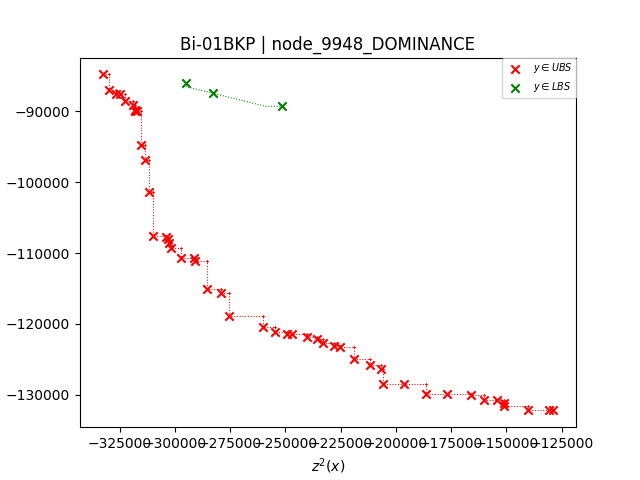 Bi-01BKP | node_9948_DOMINANCE
y ∈ UBS
y ∈ LBS
−90000
−100000
−110000
−120000
−130000
−325000 −300000 −275000 −250000 −225000 −200000 −175000 −150000 −125000
z²(x)